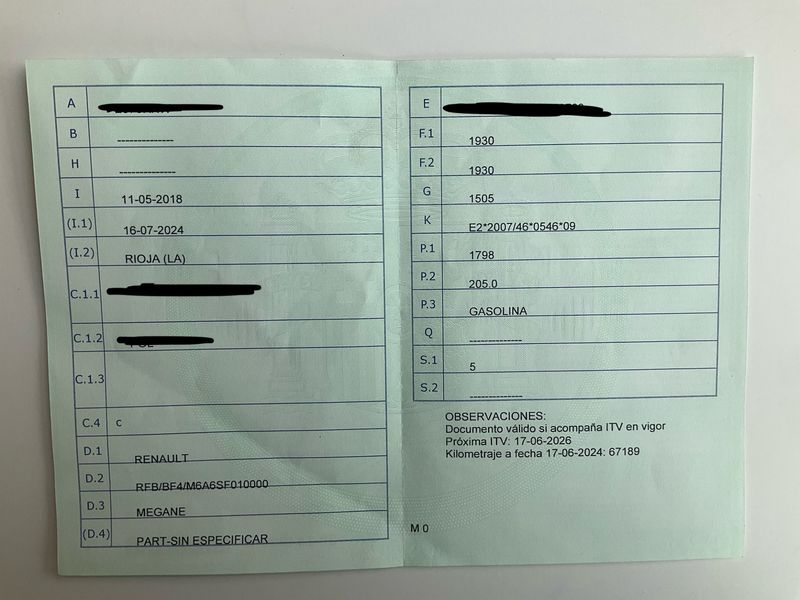 A
B --------------
H --------------
I 11-05-2018
(I.1) 16-07-2024
(I.2) RIOJA (LA)
C.1.1
C.1.2
C.1.3
C.4 c
D.1 RENAULT
D.2 RFB/BF4/M6A6SF010000
D.3 MEGANE
(D.4) PART-SIN ESPECIFICAR
E
F.1 1930
F.2 1930
G 1505
K E2*2007/46*0546*09
P.1 1798
P.2 205.0
P.3 GASOLINA
Q --------------
S.1 5
S.2 --------------
OBSERVACIONES:
Documento válido si acompaña ITV en vigor
Próxima ITV: 17-06-2026
Kilometraje a fecha 17-06-2024: 67189
M 0